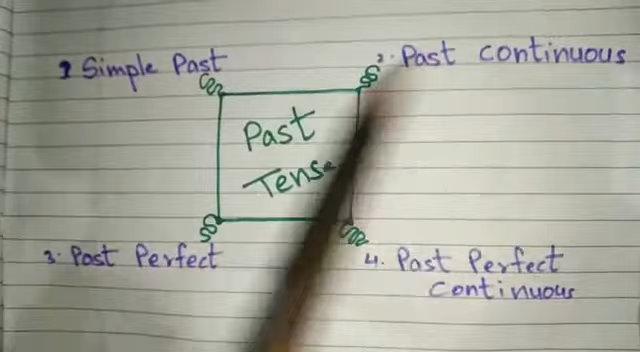 1 Simple Past
2. Past continuous
Past
Tense
3. Past Perfect
4. Past Perfect
continuous